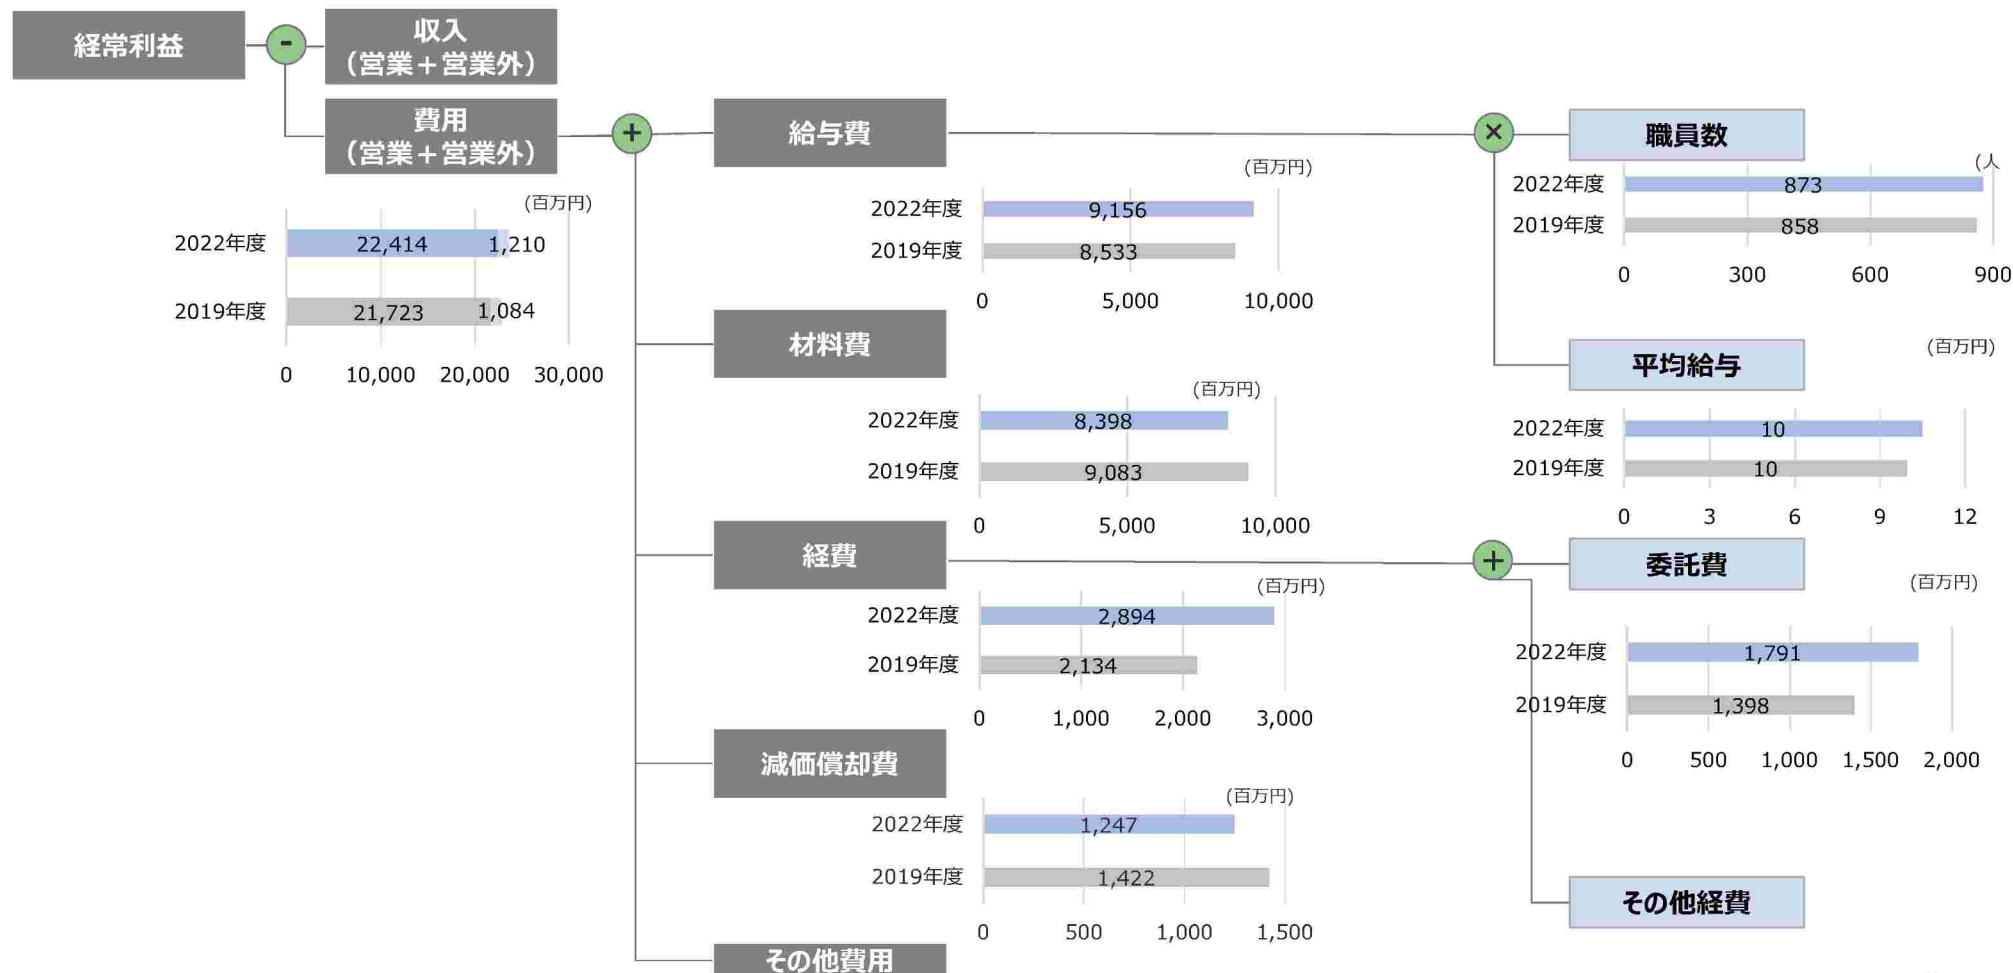 経常利益
-
収入
（営業＋営業外）
費用
（営業＋営業外）
(百万円)
2022年度 22,414 1,210
2019年度 21,723 1,084
0 10,000 20,000 30,000
+
給与費
(百万円)
2022年度 9,156
2019年度 8,533
0 5,000 10,000
×
職員数
(人
2022年度 873
2019年度 858
0 300 600 900
平均給与
(百万円)
2022年度 10
2019年度 10
0 3 6 9 12
材料費
(百万円)
2022年度 8,398
2019年度 9,083
0 5,000 10,000
経費
(百万円)
2022年度 2,894
2019年度 2,134
0 1,000 2,000 3,000
+
委託費
(百万円)
2022年度 1,791
2019年度 1,398
0 500 1,000 1,500 2,000
その他経費
減価償却費
(百万円)
2022年度 1,247
2019年度 1,422
0 500 1,000 1,500
その他費用